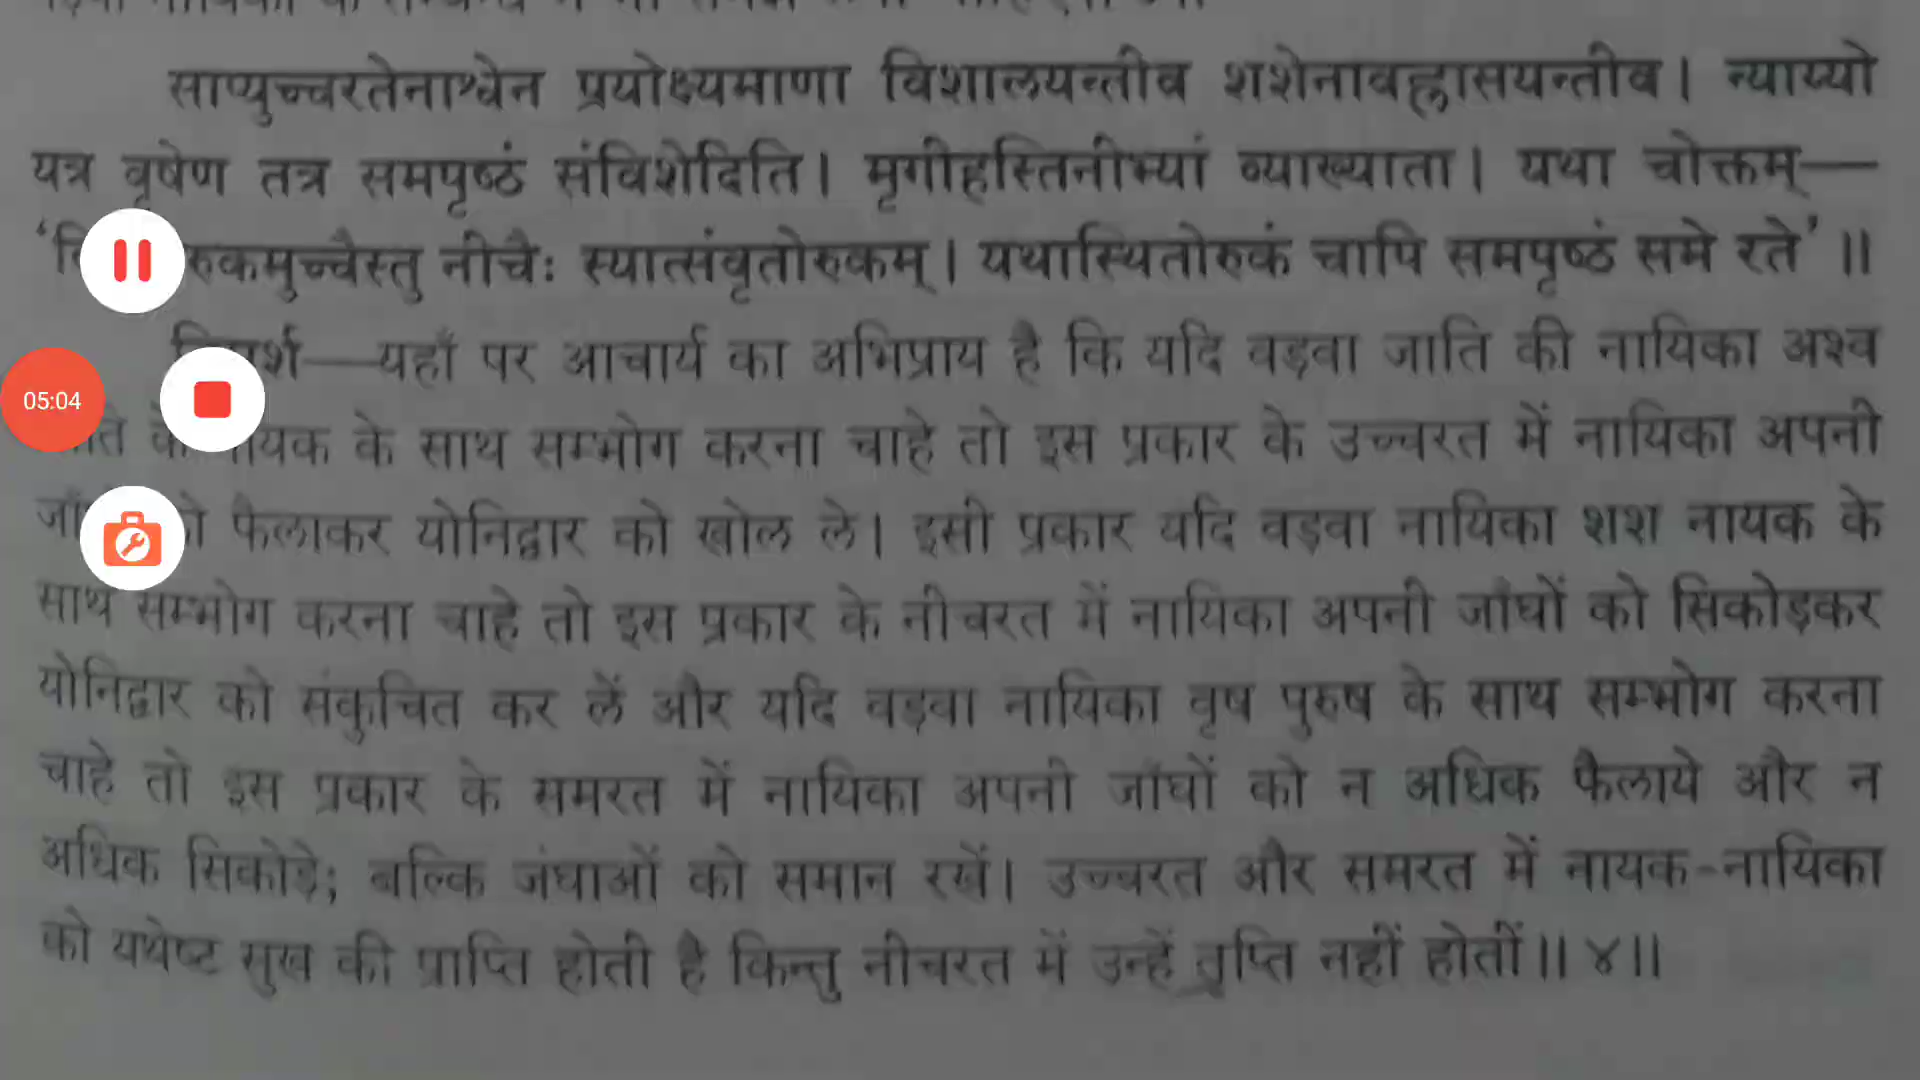 साप्युच्चरतेनाश्वेन प्रयोक्ष्यमाणा विशालयन्तीव शशेनावह्रासयन्तीव। न्याय्यो
यत्र वृषेण तत्र समपृष्ठं संविशेदिति। मृगीहस्तिनीभ्यां व्याख्याता। यथा चोक्तम्—
रुकमुच्चैस्तु नीचैः स्यात्संवृतोरुकम्। यथास्थितोरुकं चापि समपृष्ठं समे रते' ॥
—यहाँ पर आचार्य का अभिप्राय है कि यदि वड़वा जाति की नायिका अश्व
05:04 के साथ सम्भोग करना चाहे तो इस प्रकार के उच्चरत में नायिका अपनी
फैलाकर योनिद्वार को खोल ले। इसी प्रकार यदि वड़वा नायिका शश नायक के
साथ सम्भोग करना चाहे तो इस प्रकार के नीचरत में नायिका अपनी जाँघों को सिकोड़कर
योनिद्वार को संकुचित कर लें और यदि वड़वा नायिका वृष पुरुष के साथ सम्भोग करना
चाहे तो इस प्रकार के समरत में नायिका अपनी जाँघों को न अधिक फैलाये और न
अधिक सिकोड़े; बल्कि जंघाओं को समान रखें। उच्चरत और समरत में नायक-नायिका
को यथेष्ट सुख की प्राप्ति होती है किन्तु नीचरत में उन्हें तृप्ति नहीं होतीं॥ ४॥